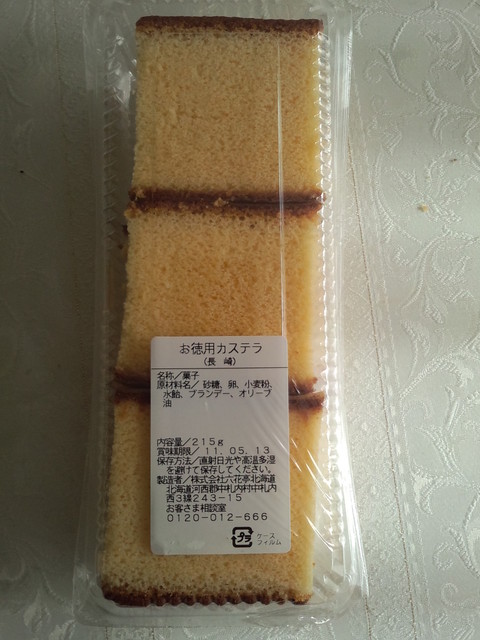 お徳用カステラ
(長 崎)
名称/菓子
原材料名/ 砂糖、卵、小麦粉、
水飴、ブランデー、オリーブ
油
内容量/215g
賞味期限/ 11.05.13
保存方法/直射日光や高温多湿
を避けて保存してください。
製造者/株式会社六花亭北海道
北海道河西郡中札内村中札内
西3線243-15
お客さま相談室
0120-012-666
プラ
ケース
フィルム